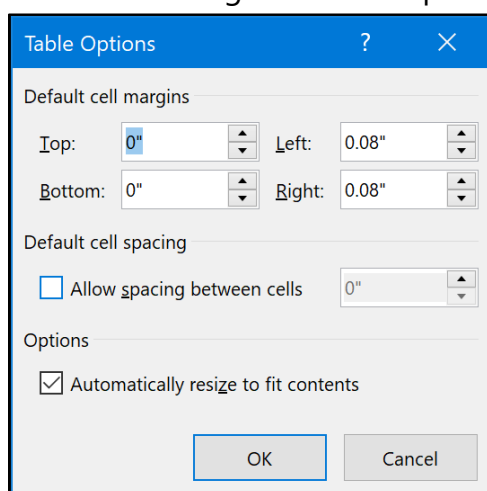 Table Options ? ×
Default cell margins
Top: 0" Left: 0.08"
Bottom: 0" Right: 0.08"
Default cell spacing
Allow spacing between cells 0"
Options
Automatically resize to fit contents
OK Cancel